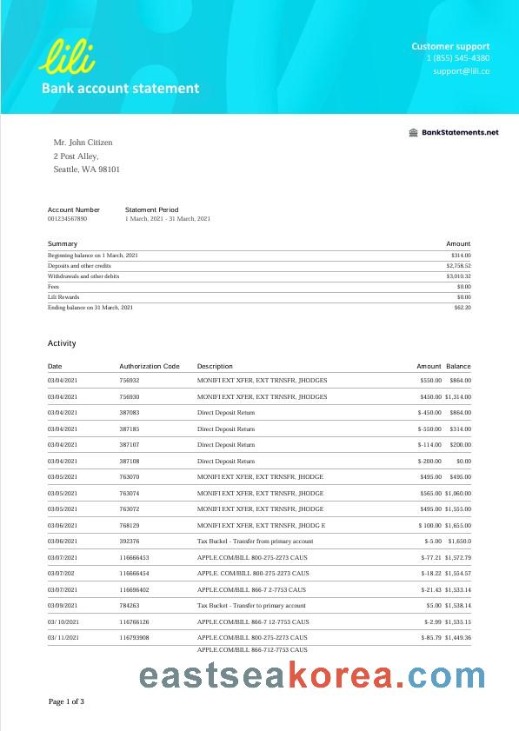 lili
Bank account statement
Customer support
1 (855) 545-4380
support@lili.co
BankStatements.net
Mr. John Citizen
2 Post Alley,
Seattle, WA 98101
Account Number Statement Period
001234567890 1 March, 2021 - 31 March, 2021
Summary Amount
Beginning balance on 1 March, 2021 $314.00
Deposits and other credits $2,758.52
Withdrawals and other debits $3,010.32
Fees $0.00
Lili Rewards $0.00
Ending balance on 31 March, 2021 $62.20
Activity
Date Authorization Code Description Amount Balance
03/04/2021 756932 MONIFI EXT XFER, EXT TRNSFR, JHODGES $550.00 $864.00
03/04/2021 756930 MONIFI EXT XFER, EXT TRNSFR, JHODGES $450.00 $1,314.00
03/04/2021 387083 Direct Deposit Return $-450.00 $864.00
03/04/2021 387185 Direct Deposit Return $-550.00 $314.00
03/04/2021 387107 Direct Deposit Return $-114.00 $200.00
03/04/2021 387108 Direct Deposit Return $-200.00 $0.00
03/05/2021 763070 MONIFI EXT XFER, EXT TRNSFR, JHODGE $495.00 $495.00
03/05/2021 763074 MONIFI EXT XFER, EXT TRNSFR, JHODGE $565.00 $1,060.00
03/05/2021 763072 MONIFI EXT XFER, EXT TRNSFR, JHODGE $495.00 $1,555.00
03/06/2021 768129 MONIFI EXT XFER, EXT TRNSFR, JHODG E $ 100.00 $1,655.00
03/06/2021 392376 Tax Bucket - Transfer from primary account $-5.00 $1,650.0
03/07/2021 116666453 APPLE.COM/BILL 800-275-2273 CAUS $-77.21 $1,572.79
03/07/202 116666454 APPLE. COM/BILL 866-275-2273 CAUS $-18.22 $1,554.57
03/07/2021 116696402 APPLE.COM/BILL 866-7 2-7753 CAUS $-21.43 $1,533.14
03/09/2021 784263 Tax Bucket - Transfer to primary account $5.00 $1,538.14
03/ 10/2021 116766126 APPLE.COM/BILL 866-7 12-7753 CAUS $-2.99 $1,535.15
03/ 11/2021 116793908 APPLE.COM/BILL 800-275-2273 CAUS $-85.79 $1,449.36
APPLE.COM/BILL 866-712-7753 CAUS
eastseakorea.com
Page 1 of 3